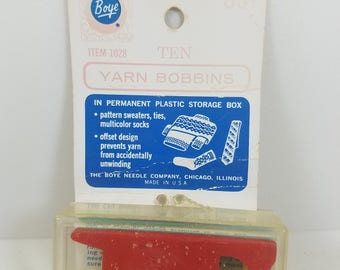 Boye
ITEM 1028
TEN
YARN BOBBINS
IN PERMANENT PLASTIC STORAGE BOX
• pattern sweaters, ties,
multicolor socks
• offset design
prevents yarn
from accidentally
unwinding
THE BOYE NEEDLE COMPANY, CHICAGO, ILLINOIS
MADE IN U.S.A.